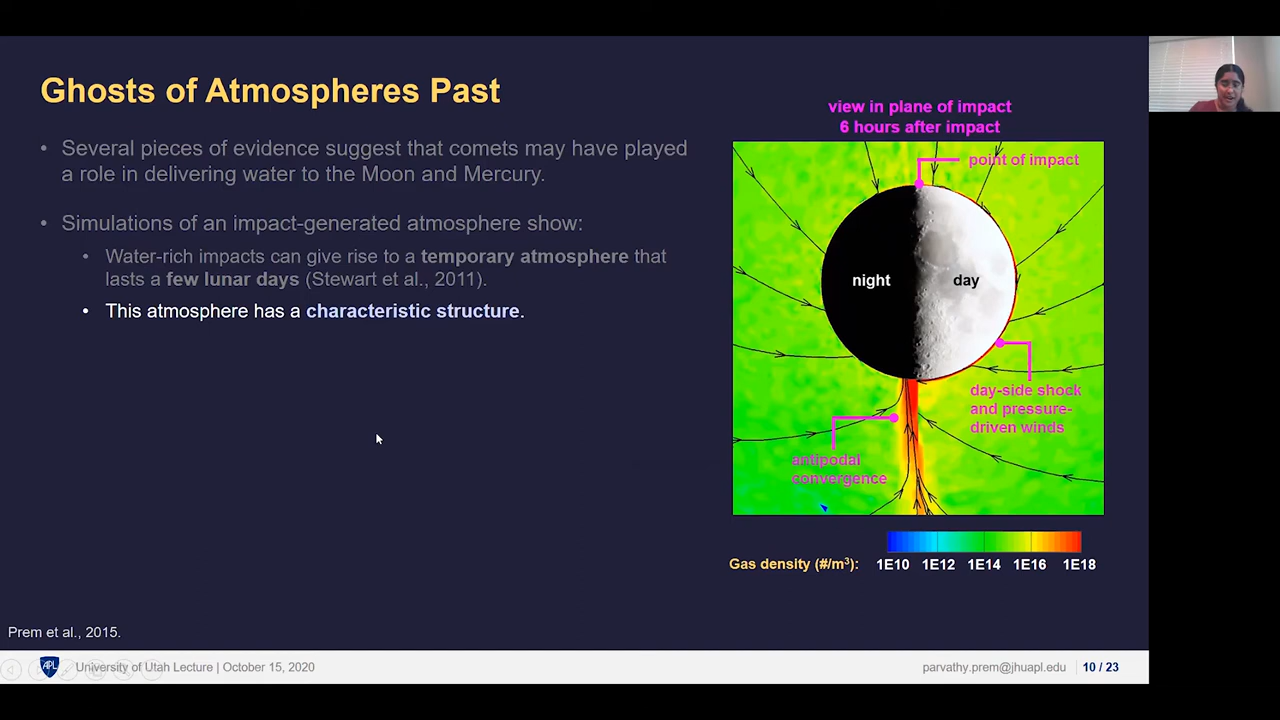 Ghosts of Atmospheres Past
• Several pieces of evidence suggest that comets may have played
a role in delivering water to the Moon and Mercury.
• Simulations of an impact-generated atmosphere show:
• Water-rich impacts can give rise to a temporary atmosphere that
lasts a few lunar days (Stewart et al., 2011).
• This atmosphere has a characteristic structure.
view in plane of impact
6 hours after impact
point of impact
night
day
day-side shock
and pressure-
driven winds
antipodal
convergence
Gas density (#/m³):
1E10 1E12 1E14 1E16 1E18
Prem et al., 2015.
APL
University of Utah Lecture | October 15, 2020
parvathy.prem@jhuapl.edu
10 / 23